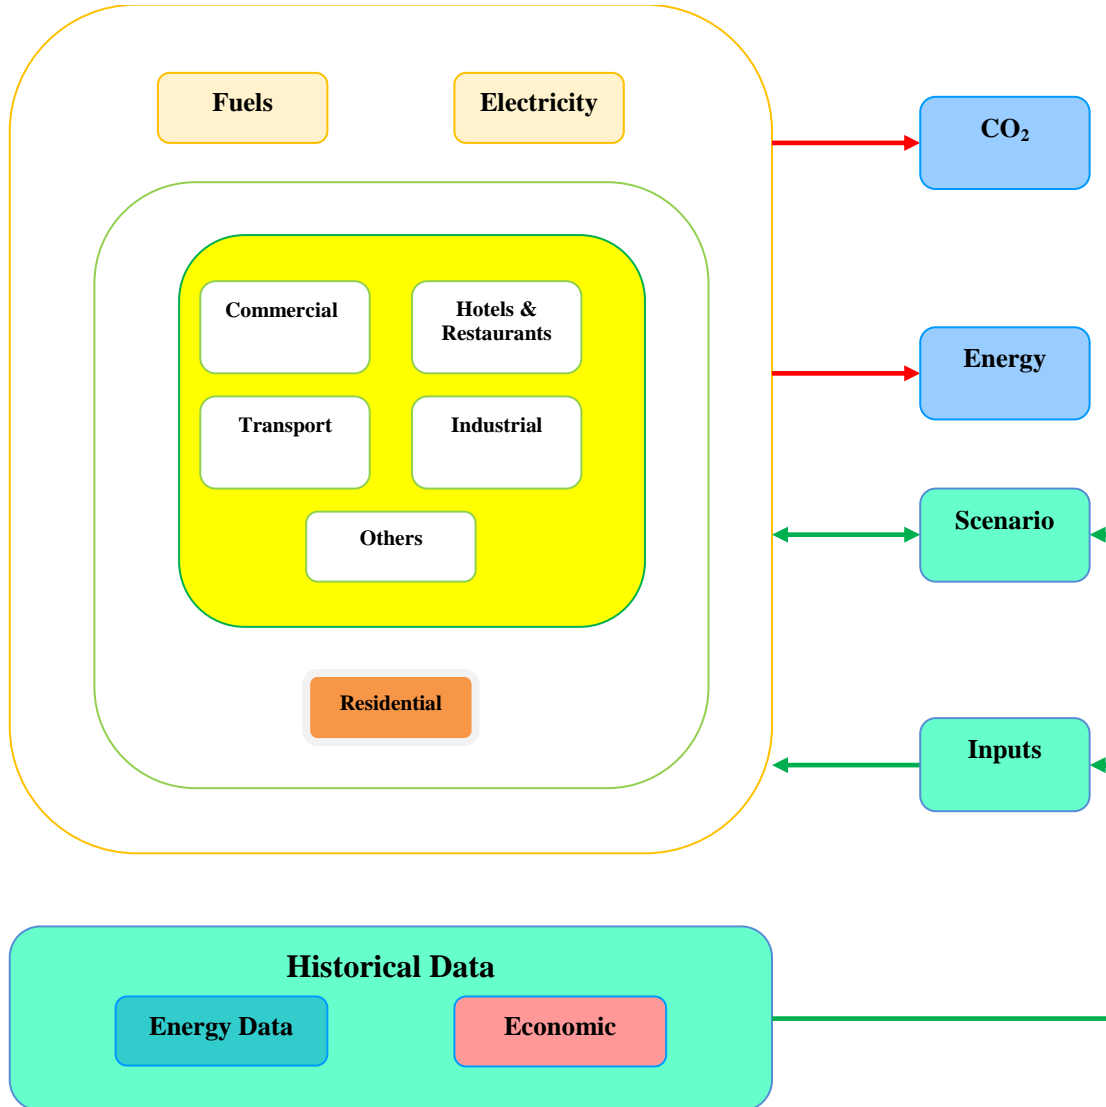 Fuels
Electricity
CO₂
Commercial
Hotels &
Restaurants
Energy
Transport
Industrial
Scenario
Others
Residential
Inputs
Historical Data
Energy Data
Economic